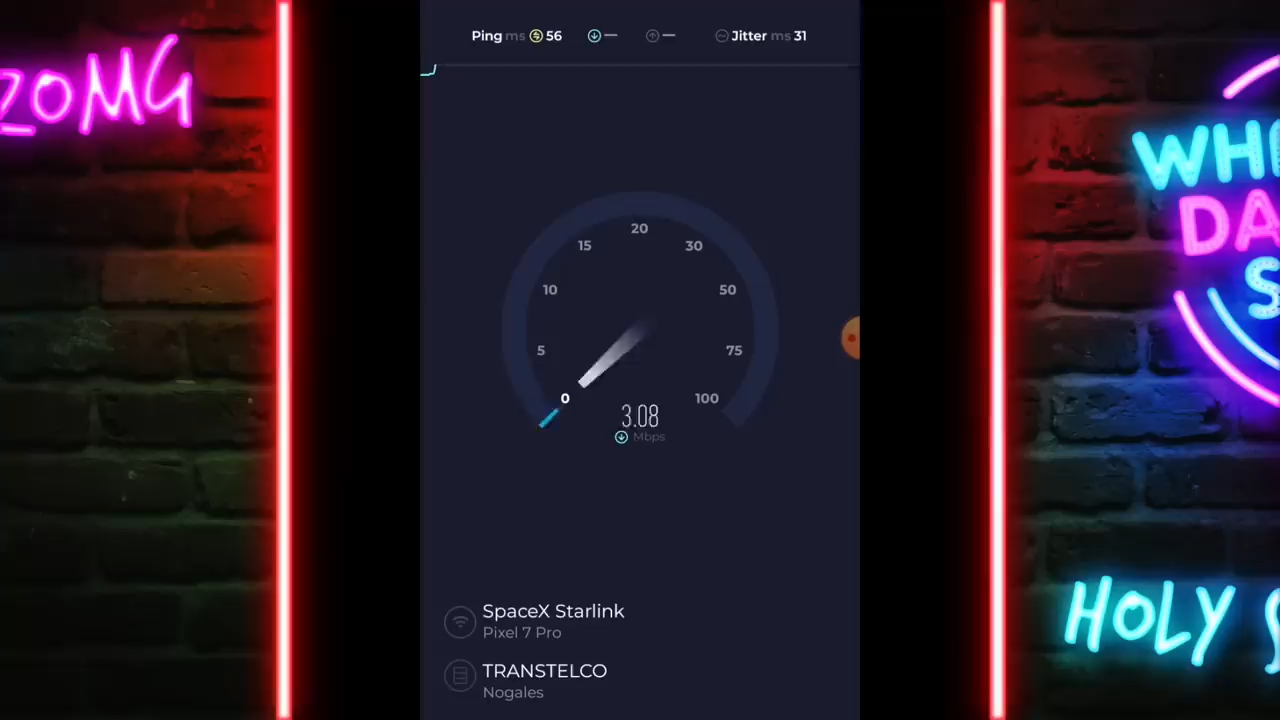 ZOMG
Ping ms 56 — — Jitter ms 31
20
15 30
10 50
5 75
0 100
3.08
Mbps
SpaceX Starlink
Pixel 7 Pro
TRANSTELCO
Nogales
HOLY